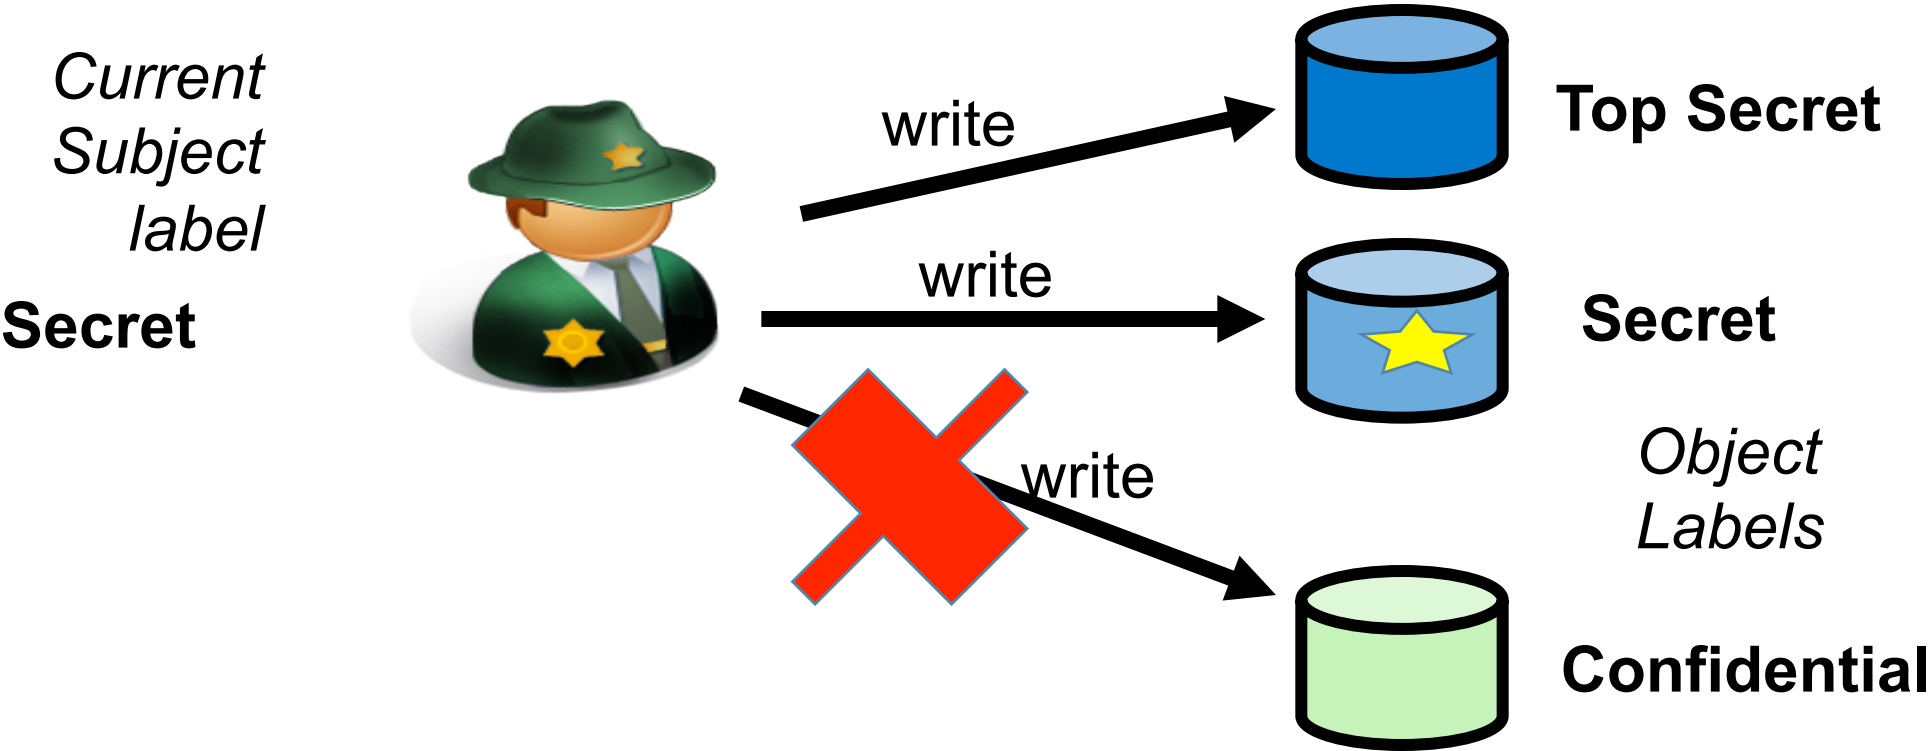 Current
Subject
label
Secret
write
write
write
Top Secret
Secret
Object
Labels
Confidential